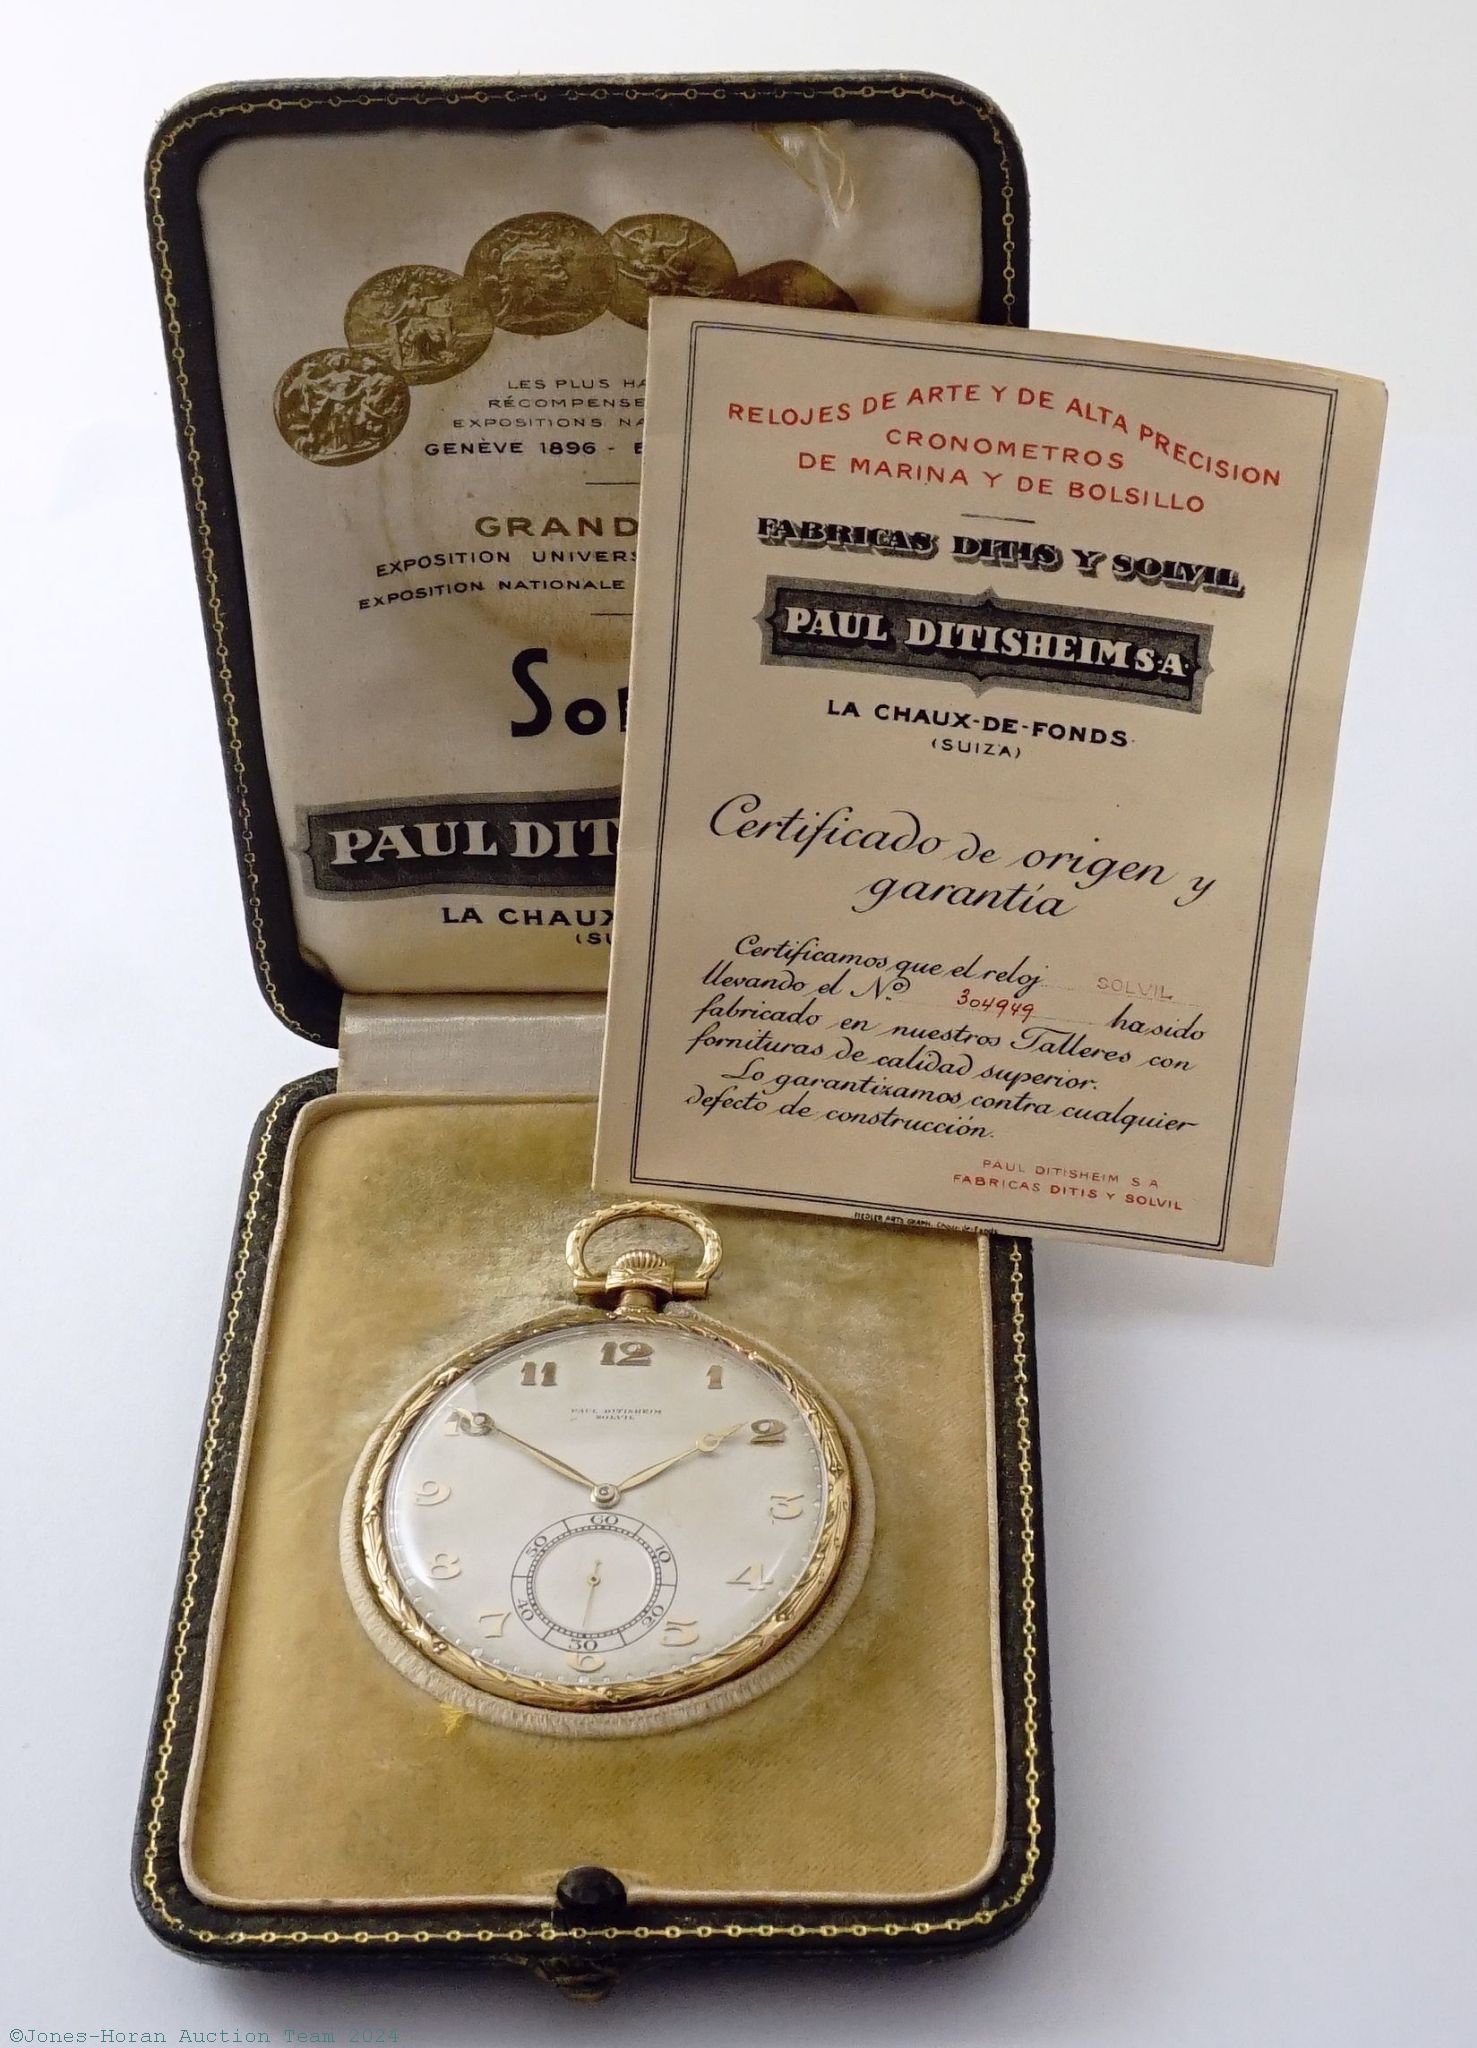 LES PLUS HA
RÉCOMPENSE
EXPOSITIONS NA
GENÈVE 1896 -
GRAND
EXPOSITION UNIVERS
EXPOSITION NATIONALE
Sol
PAUL DIT
LA CHAUX
(SU
RELOJES DE ARTE Y DE ALTA PRECISION
CRONOMETROS
DE MARINA Y DE BOLSILLO
FABRICAS DITIS Y SOLVIL
PAUL DITISHEIM S.A.
LA CHAUX-DE-FONDS
(SUIZA)
Certificado de origen y
garantía
Certificamos que el reloj SOLVIL
llevando el Nº 304949 ha sido
fabricado en nuestros Talleres con
fornituras de calidad superior.
Lo garantizamos contra cualquier
defecto de construcción.
PAUL DITISHEIM S A
FABRICAS DITIS Y SOLVIL
12
11 1
PAUL DITISHEIM
SOLVIL
10 2
9 3
8 4
7 5
6
60
50 10
40 20
30
©Jones-Horan Auction Team 2024